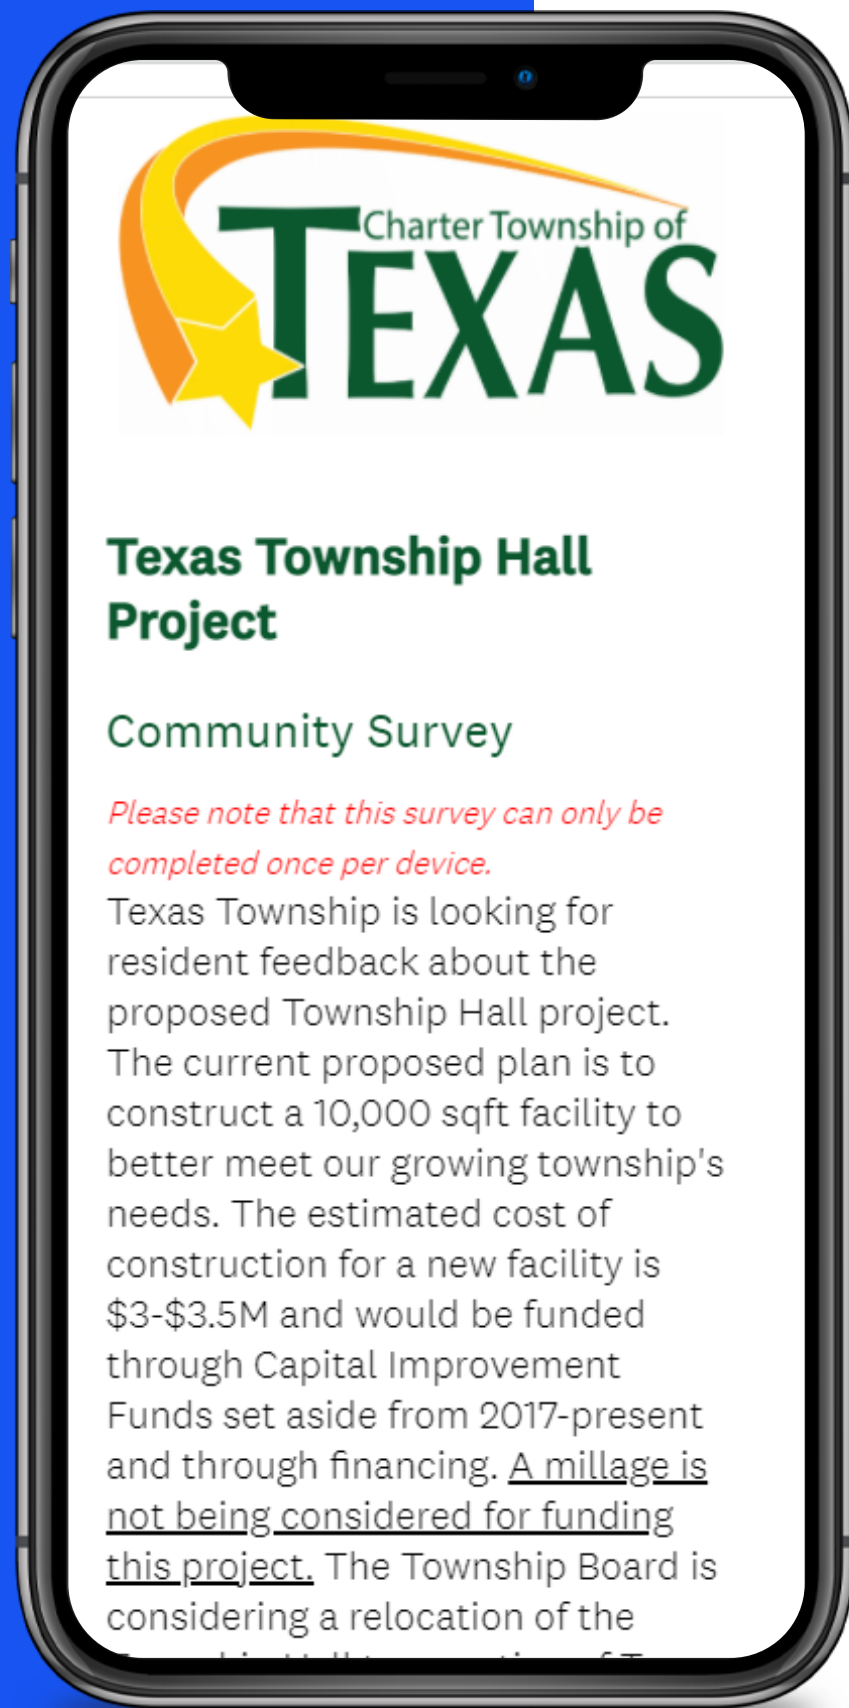 Charter Township of
TEXAS
Texas Township Hall
Project
Community Survey
Please note that this survey can only be
completed once per device.
Texas Township is looking for
resident feedback about the
proposed Township Hall project.
The current proposed plan is to
construct a 10,000 sqft facility to
better meet our growing township's
needs. The estimated cost of
construction for a new facility is
$3-$3.5M and would be funded
through Capital Improvement
Funds set aside from 2017-present
and through financing. A millage is
not being considered for funding
this project. The Township Board is
considering a relocation of the